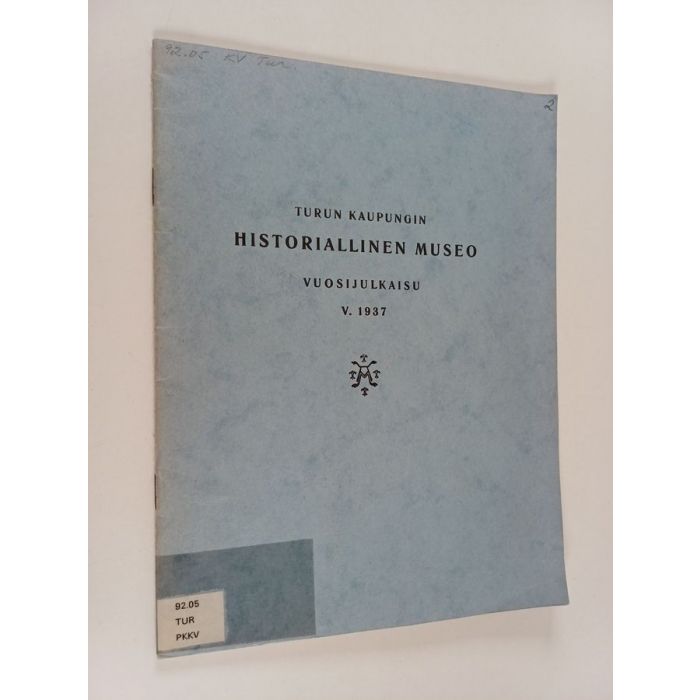 92.05 KV Tur.
2
TURUN KAUPUNGIN
HISTORIALLINEN MUSEO
VUOSIJULKAISU
V. 1937
92.05
TUR
PKKV